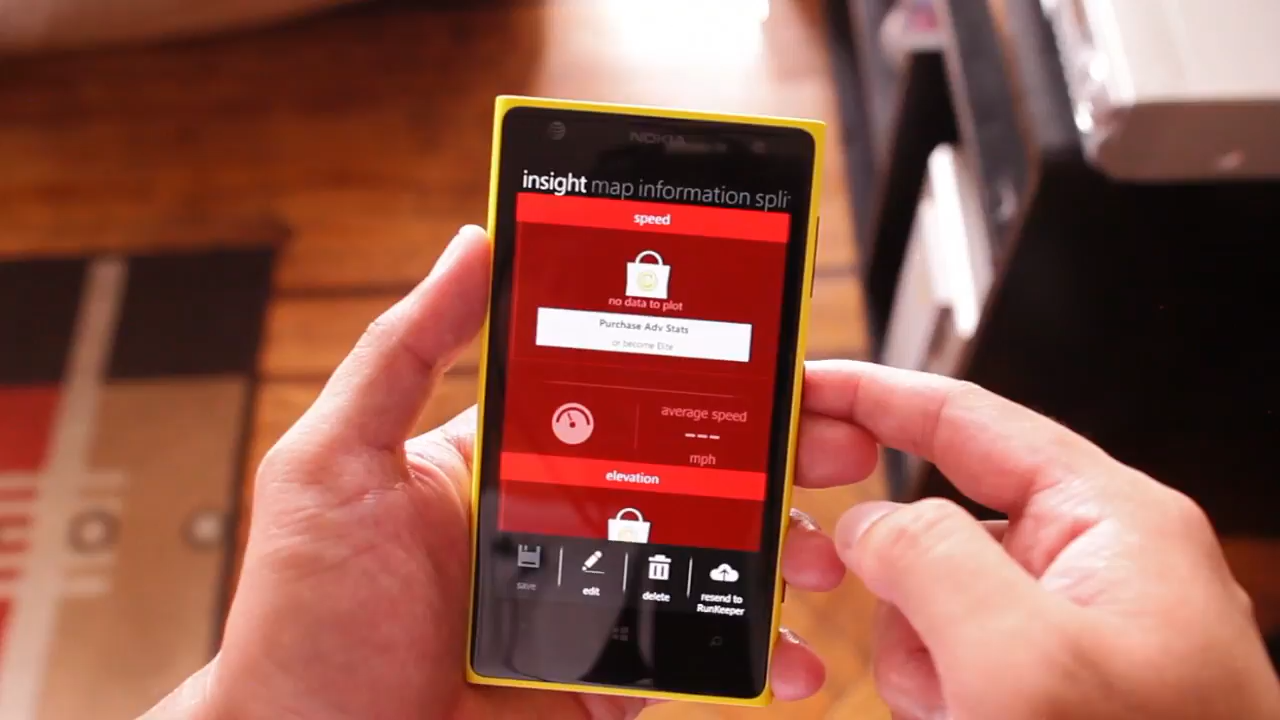 NOKIA
insight map information spli
speed
no data to plot
Purchase Adv Stats
or become Elite
average speed
---
mph
elevation
save
edit
delete
resend to
RunKeeper